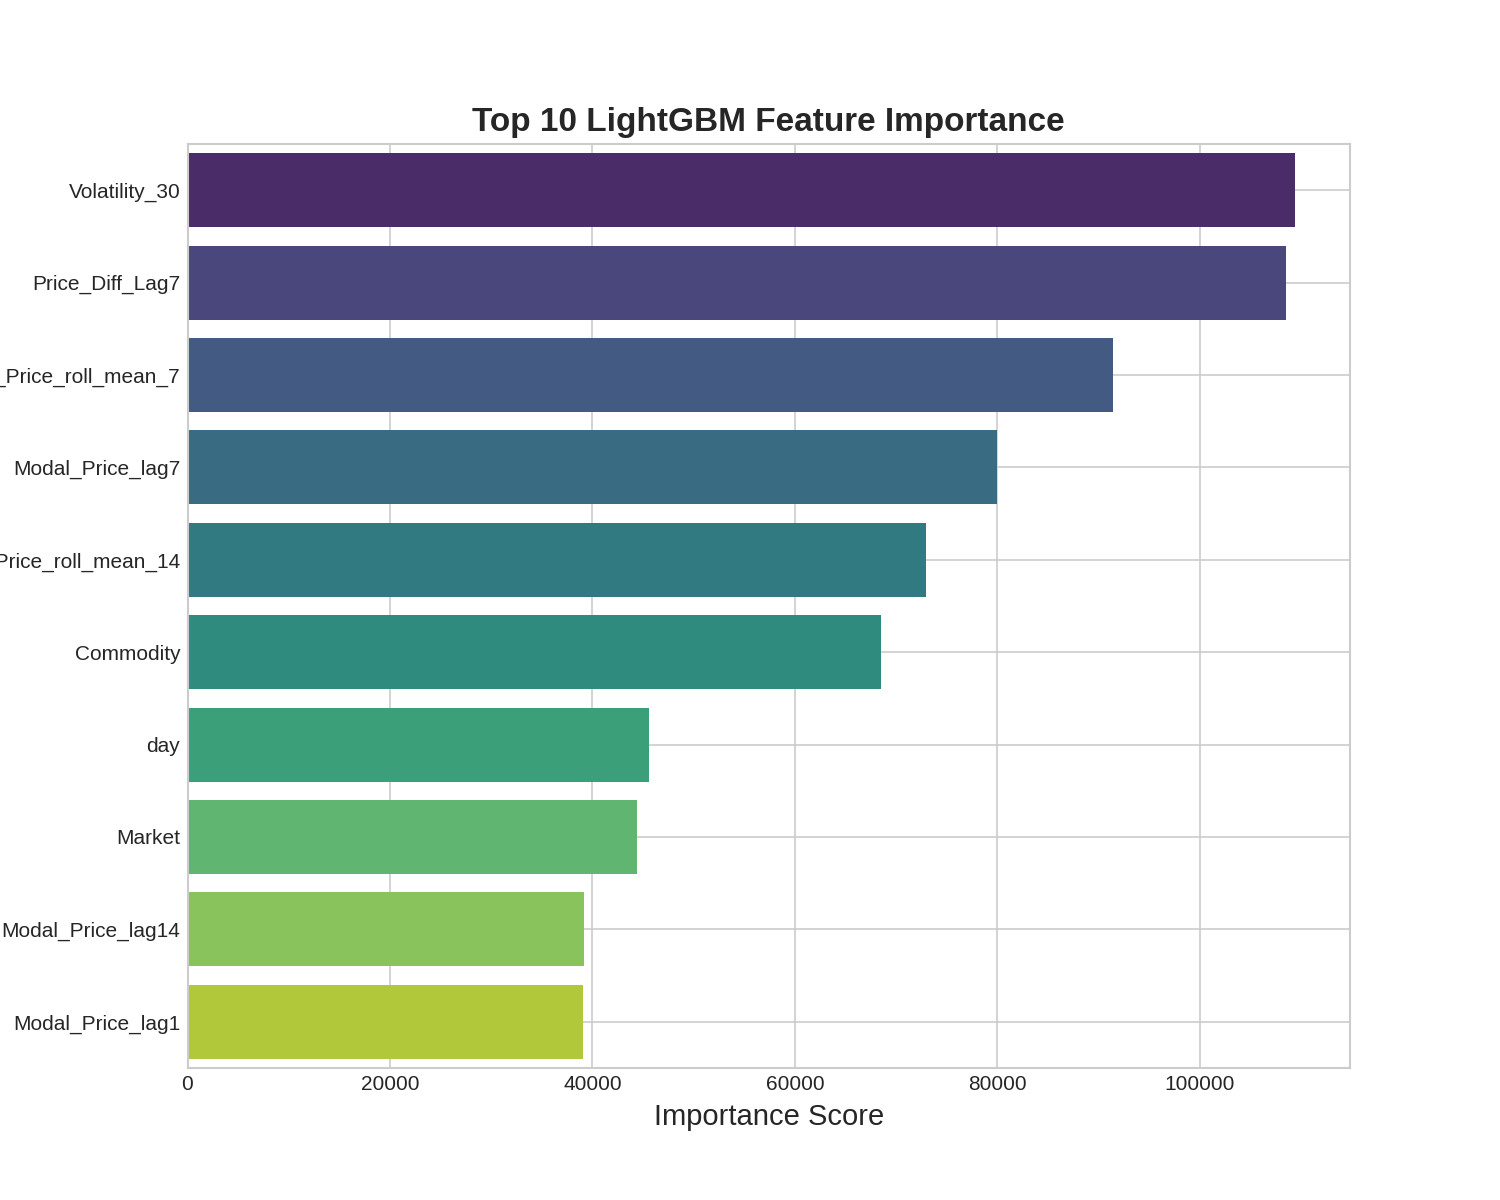 Top 10 LightGBM Feature Importance
Volatility_30
Price_Diff_Lag7
_Price_roll_mean_7
Modal_Price_lag7
Price_roll_mean_14
Commodity
day
Market
Modal_Price_lag14
Modal_Price_lag1
0 20000 40000 60000 80000 100000
Importance Score